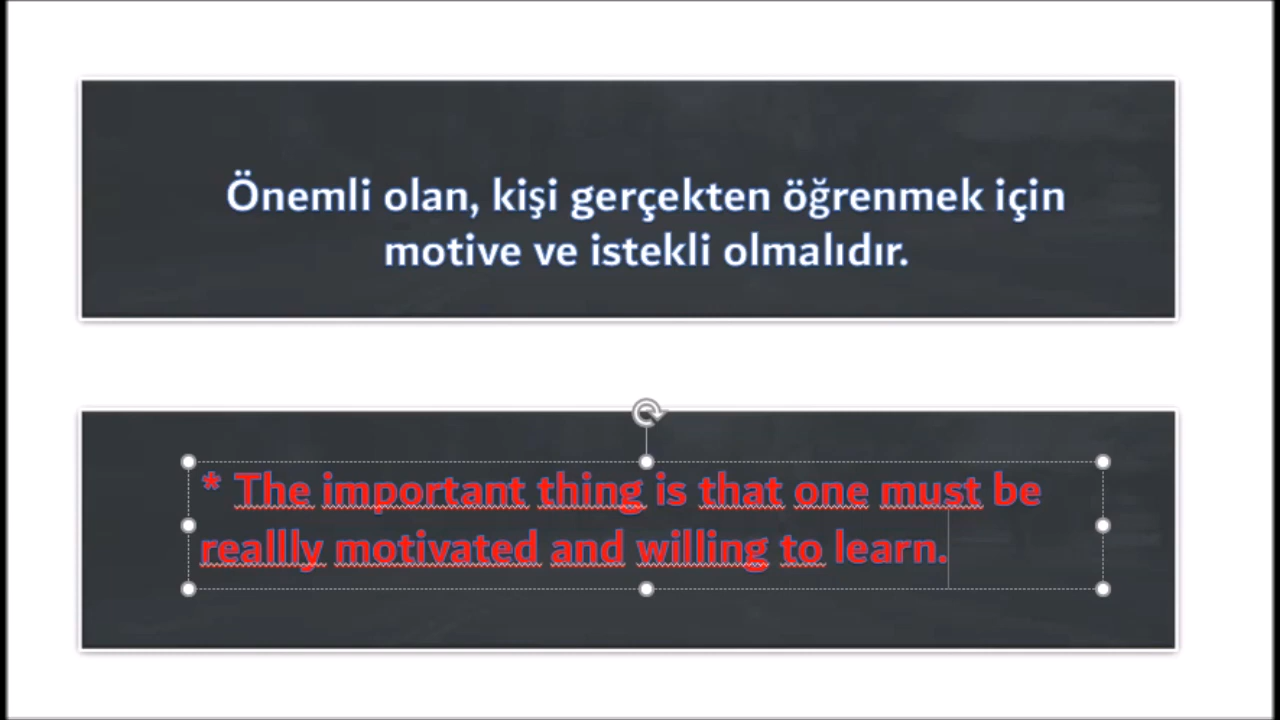 Önemli olan, kişi gerçekten öğrenmek için
motive ve istekli olmalıdır.
* The important thing is that one must be
reallly motivated and willing to learn.